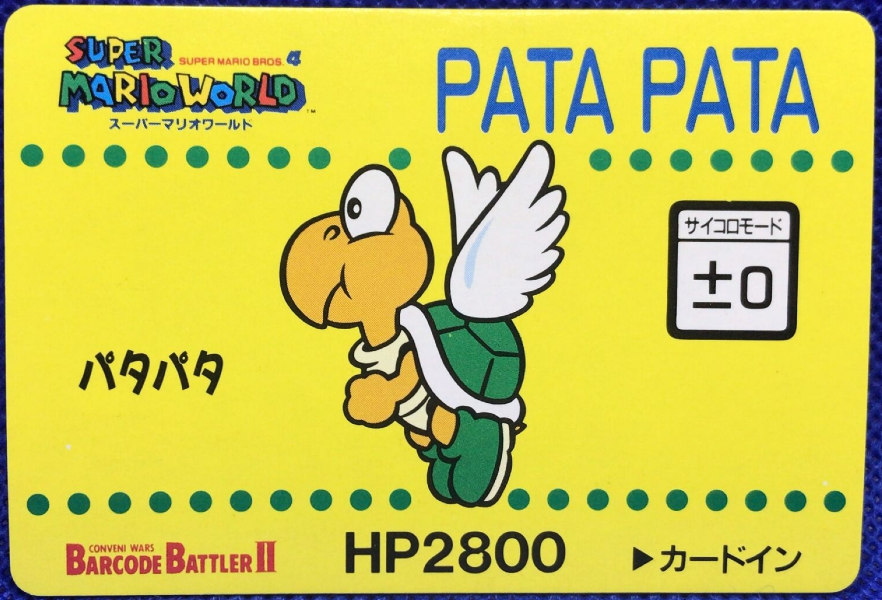 SUPER
SUPER MARIO BROS. 4
MARIO WORLD™
スーパーマリオワールド
PATA PATA
サイコロモード
±0
パタパタ
CONVENI WARS
BARCODE BATTLER II
HP2800
▶カードイン